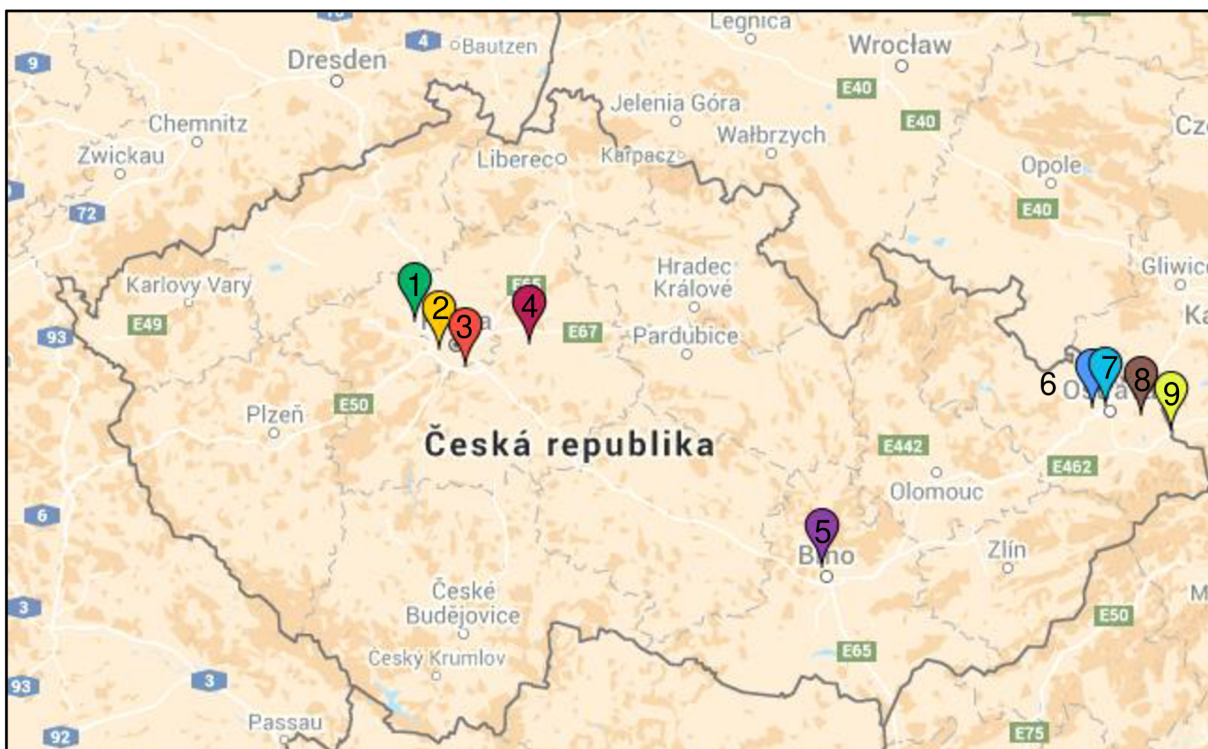 Legnica
4
Bautzen
Wrocław
Dresden
9
E40
Jelenia Góra
E40
Chemnitz
Wałbrzych
Zwickau
Liberec
Karpacz
Opole
72
E40
Karlovy Vary
1
Hradec
Králové
Gliwice
2
4
3
E49
93
E67
Pardubice
6
7
8
9
E50
Plzeň
Česká republika
E442
E462
Olomouc
6
5
Brno
Zlín
3
České
Budějovice
E50
Český Krumlov
E65
93
3
Passau
92
E75